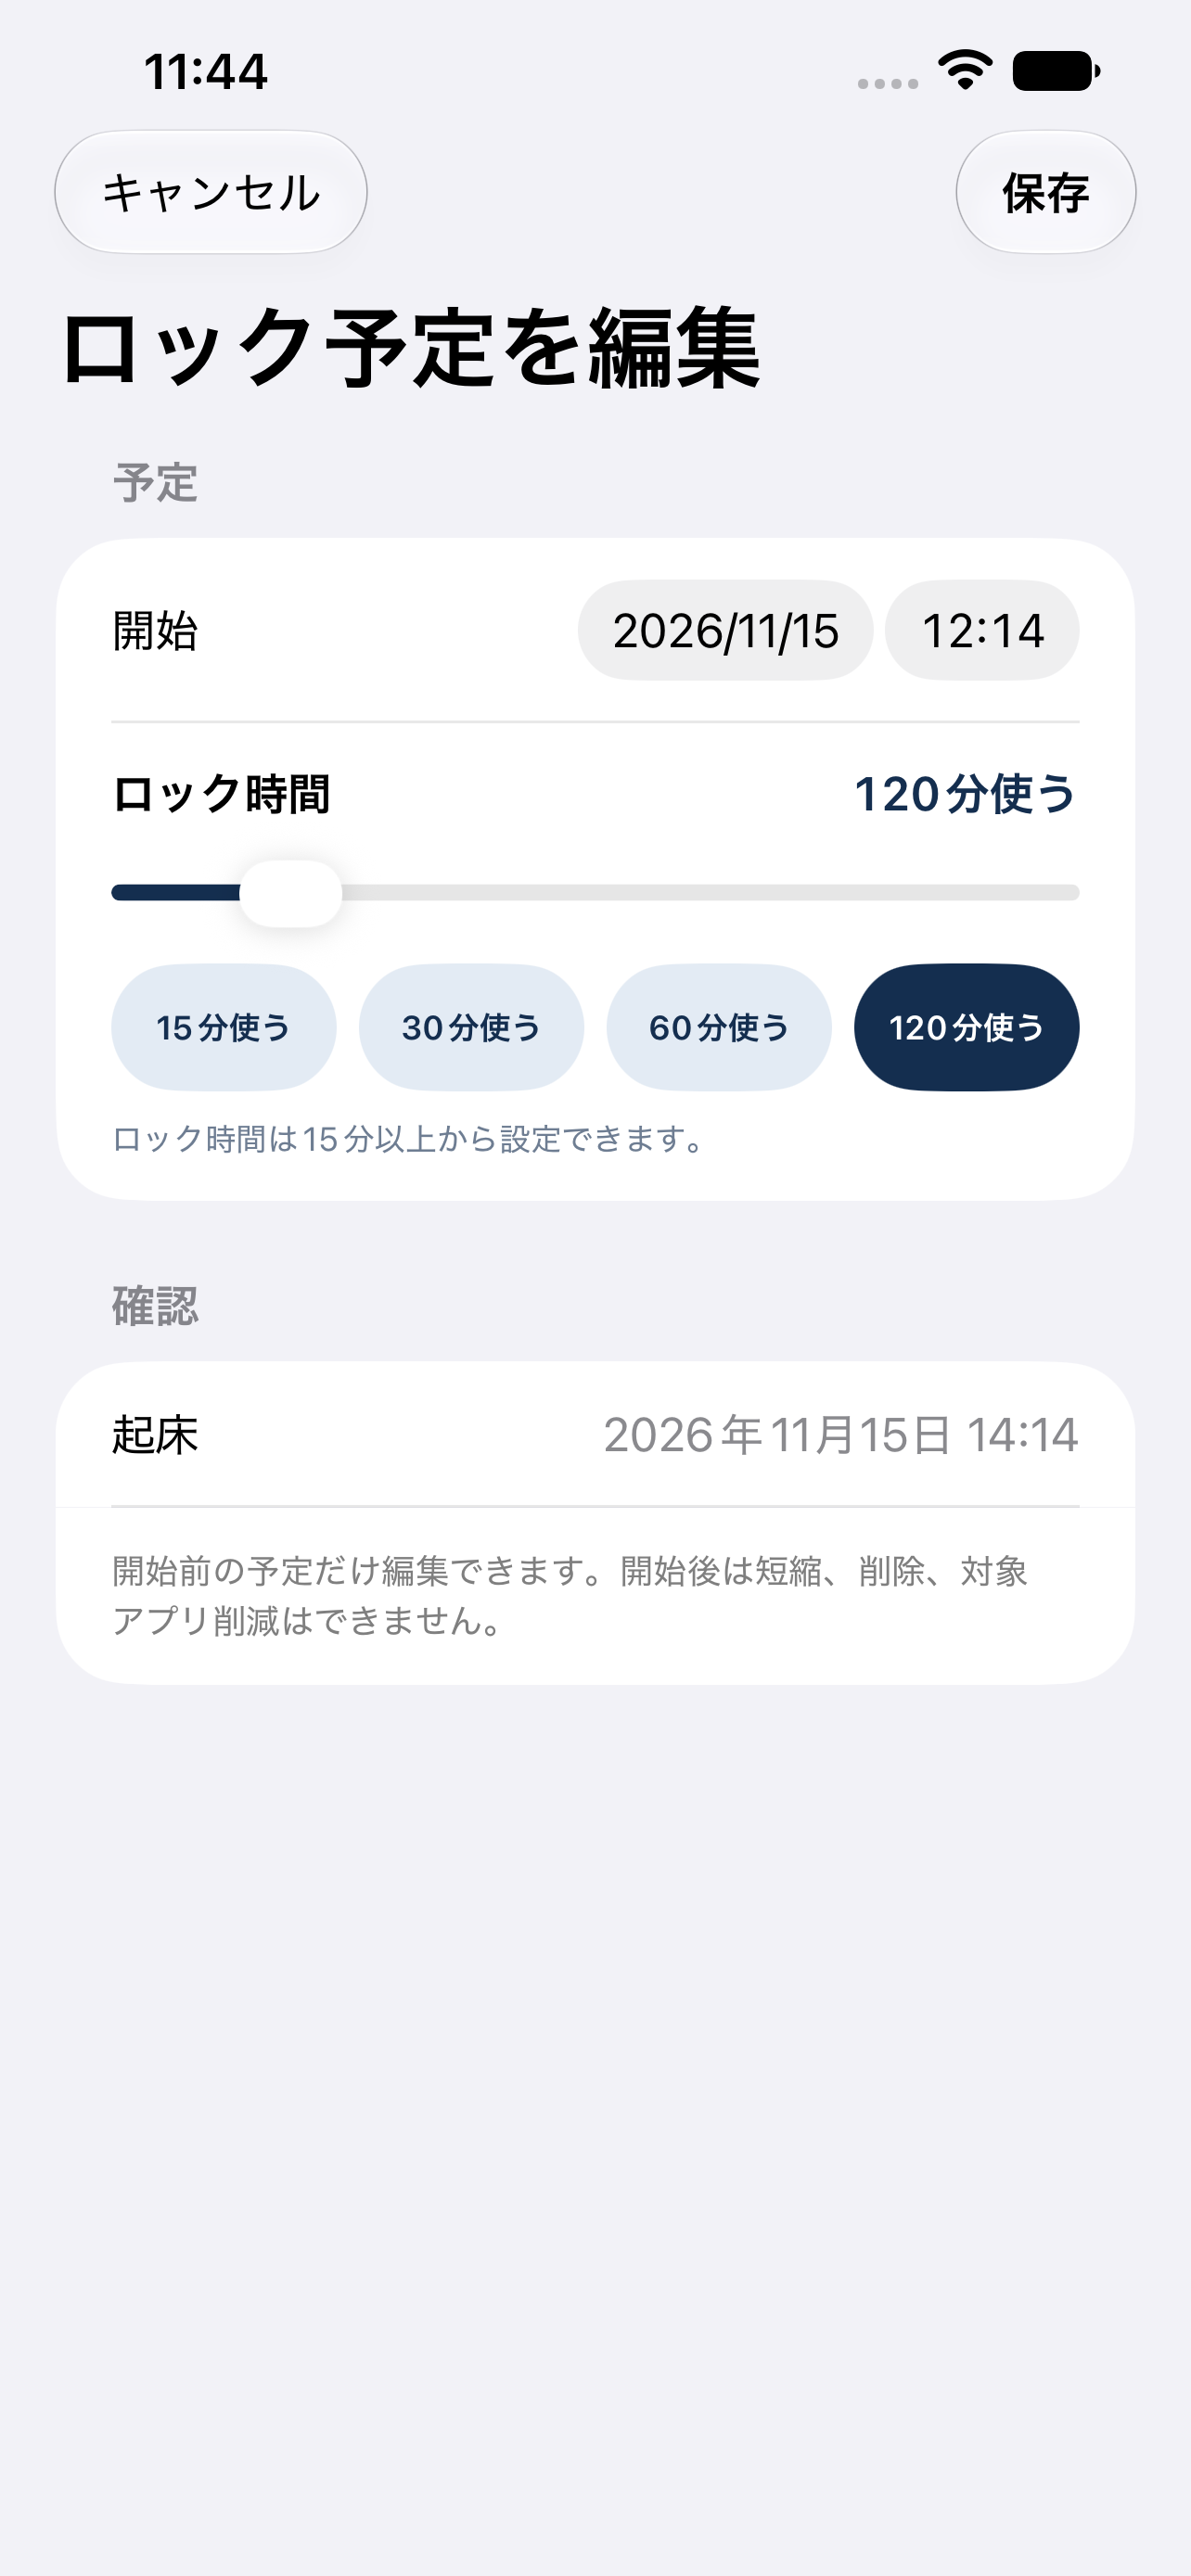 11:44
キャンセル
保存
ロック予定を編集
予定
開始 2026/11/15 12:14
ロック時間 120分使う
15分使う 30分使う 60分使う 120分使う
ロック時間は15分以上から設定できます。
確認
起床 2026年11月15日 14:14
開始前の予定だけ編集できます。開始後は短縮、削除、対象
アプリ削減はできません。